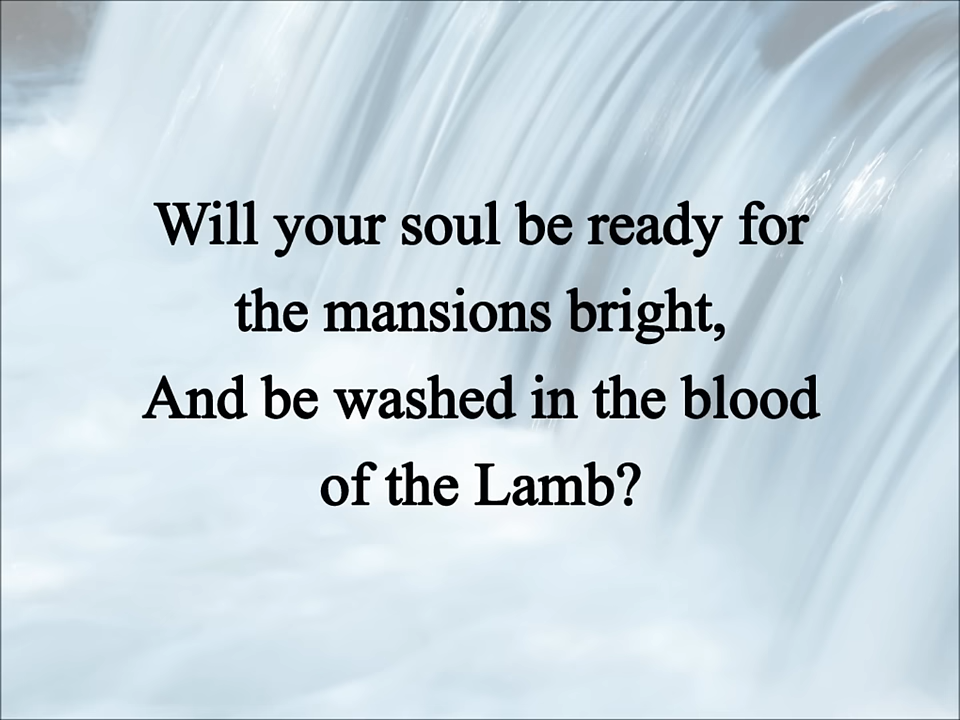 Will your soul be ready for
the mansions bright,
And be washed in the blood
of the Lamb?